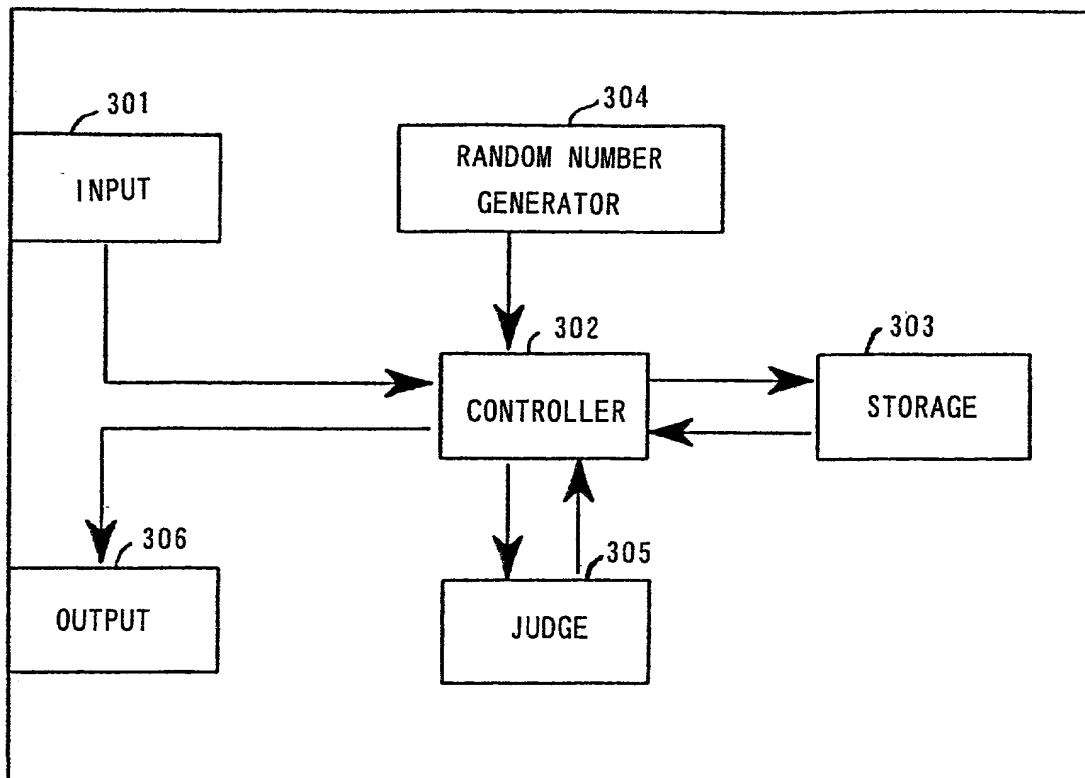 301
INPUT
304
RANDOM NUMBER
GENERATOR
302
CONTROLLER
303
STORAGE
306
OUTPUT
305
JUDGE